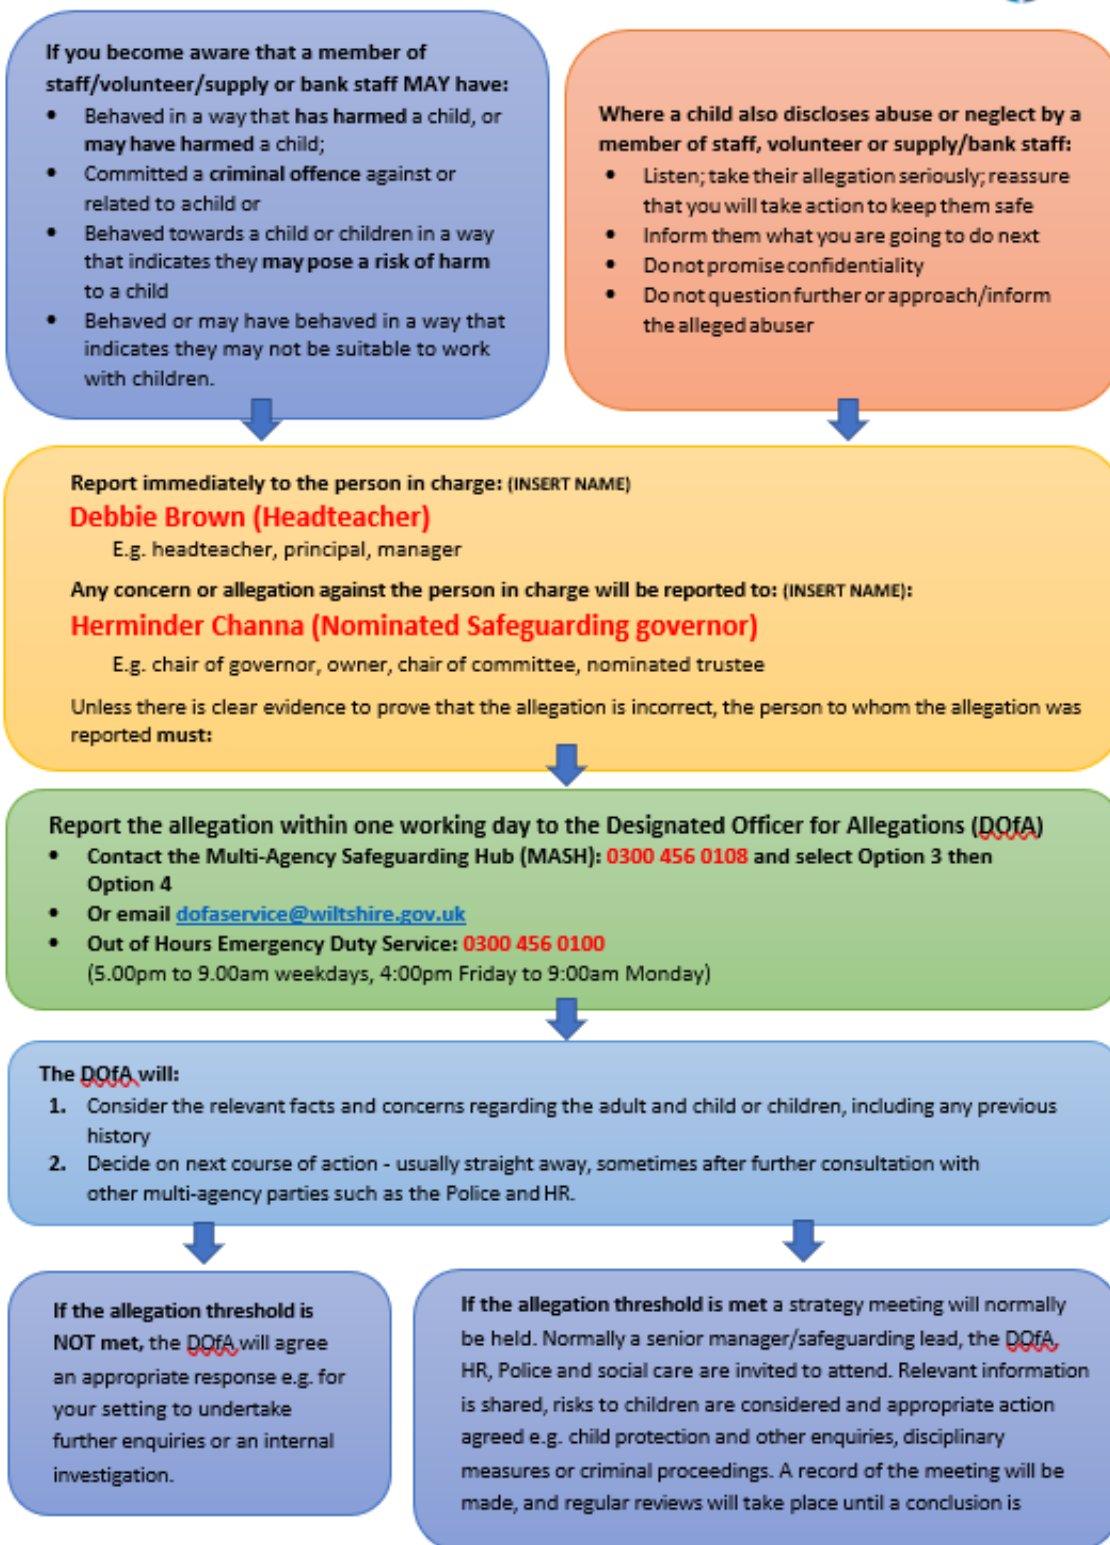 If you become aware that a member of
staff/volunteer/supply or bank staff MAY have:
• Behaved in a way that has harmed a child, or
may have harmed a child;
• Committed a criminal offence against or
related to achild or
• Behaved towards a child or children in a way
that indicates they may pose a risk of harm
to a child
• Behaved or may have behaved in a way that
indicates they may not be suitable to work
with children.
Where a child also discloses abuse or neglect by a
member of staff, volunteer or supply/bank staff:
• Listen; take their allegation seriously; reassure
that you will take action to keep them safe
• Inform them what you are going to do next
• Do not promise confidentiality
• Do not question further or approach/inform
the alleged abuser
Report immediately to the person in charge: (INSERT NAME)
Debbie Brown (Headteacher)
E.g. headteacher, principal, manager
Any concern or allegation against the person in charge will be reported to: (INSERT NAME):
Herminder Channa (Nominated Safeguarding governor)
E.g. chair of governor, owner, chair of committee, nominated trustee
Unless there is clear evidence to prove that the allegation is incorrect, the person to whom the allegation was
reported must:
Report the allegation within one working day to the Designated Officer for Allegations (DOfA)
• Contact the Multi-Agency Safeguarding Hub (MASH): 0300 456 0108 and select Option 3 then
Option 4
• Or email dofaservice@wiltshire.gov.uk
• Out of Hours Emergency Duty Service: 0300 456 0100
(5.00pm to 9.00am weekdays, 4:00pm Friday to 9:00am Monday)
The DOfA will:
1. Consider the relevant facts and concerns regarding the adult and child or children, including any previous
history
2. Decide on next course of action - usually straight away, sometimes after further consultation with
other multi-agency parties such as the Police and HR.
If the allegation threshold is
NOT met, the DOfA will agree
an appropriate response e.g. for
your setting to undertake
further enquiries or an internal
investigation.
If the allegation threshold is met a strategy meeting will normally
be held. Normally a senior manager/safeguarding lead, the DOfA,
HR, Police and social care are invited to attend. Relevant information
is shared, risks to children are considered and appropriate action
agreed e.g. child protection and other enquiries, disciplinary
measures or criminal proceedings. A record of the meeting will be
made, and regular reviews will take place until a conclusion is